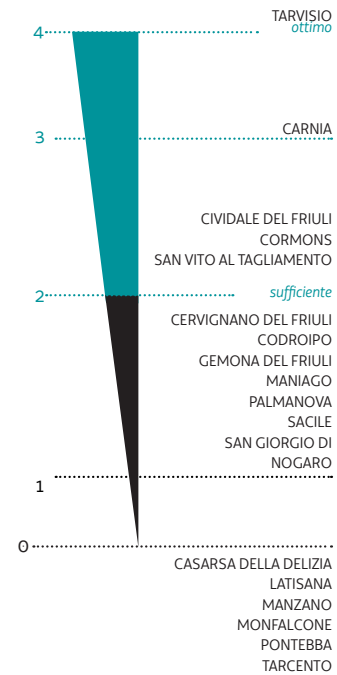 TARVISIO
4 ottimo
3 CARNIA
CIVIDALE DEL FRIULI
CORMONS
SAN VITO AL TAGLIAMENTO
2 sufficiente
CERVIGNANO DEL FRIULI
CODROIPO
GEMONA DEL FRIULI
MANIAGO
PALMANOVA
SACILE
SAN GIORGIO DI
NOGARO
1
0
CASARSA DELLA DELIZIA
LATISANA
MANZANO
MONFALCONE
PONTEBBA
TARCENTO